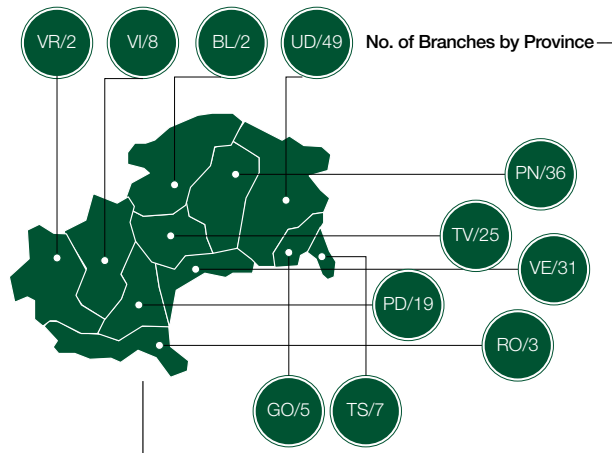 VR/2
VI/8
BL/2
UD/49
No. of Branches by Province
PN/36
TV/25
VE/31
PD/19
RO/3
GO/5
TS/7